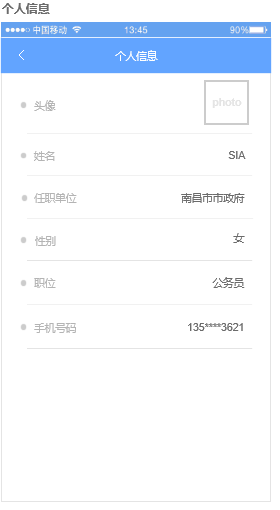 个人信息
中国移动 13:45 90%
个人信息
头像 photo
姓名 SIA
任职单位 南昌市市政府
性别 女
职位 公务员
手机号码 135****3621